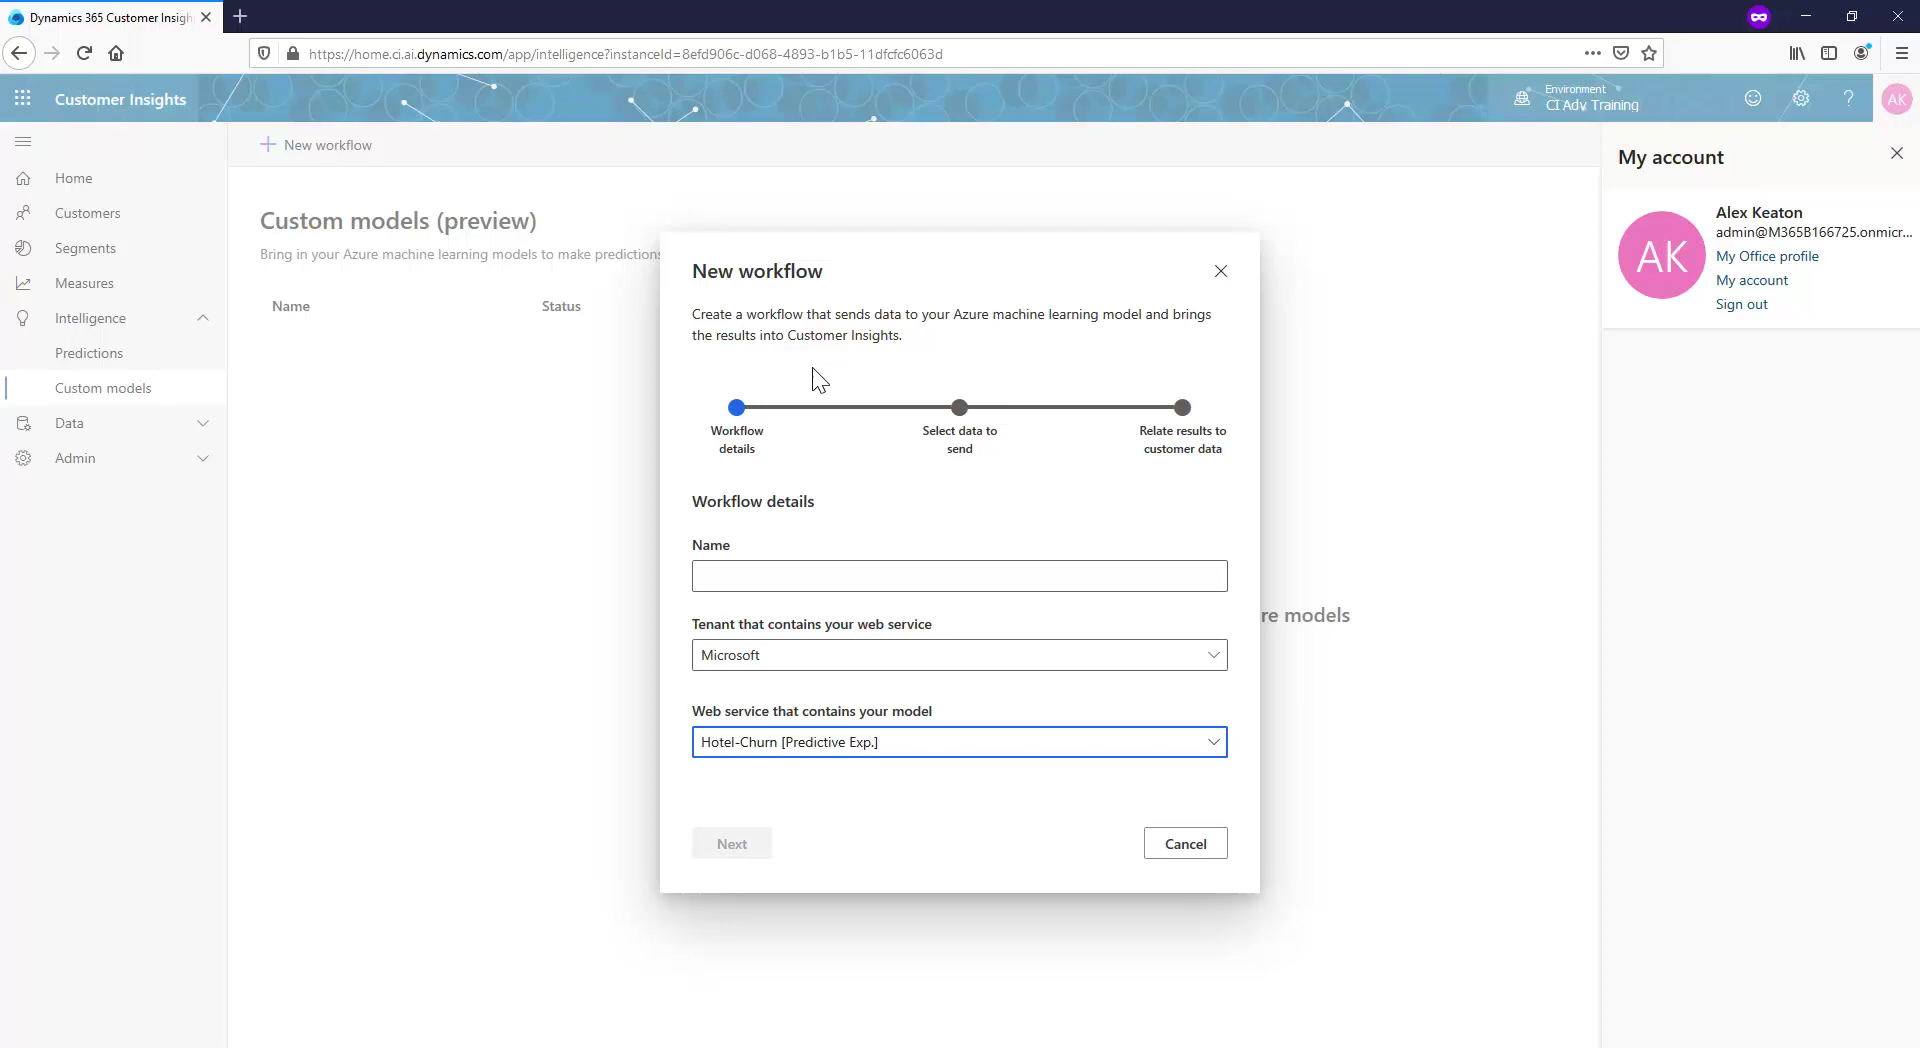 Dynamics 365 Customer Insigh
https://home.ci.ai.dynamics.com/app/intelligence?instanceId=8efd906c-d068-4893-b1b5-11dfcfc6063d
Customer Insights
Environment
CI Adv Training
AK
New workflow
Home
Customers
Segments
Measures
Intelligence
Predictions
Custom models
Data
Admin
Custom models (preview)
Bring in your Azure machine learning models to make predictions
Name
Status
re models
New workflow
Create a workflow that sends data to your Azure machine learning model and brings
the results into Customer Insights.
Workflow
details
Select data to
send
Relate results to
customer data
Workflow details
Name
Tenant that contains your web service
Microsoft
Web service that contains your model
Hotel-Churn [Predictive Exp.]
Next
Cancel
My account
AK
Alex Keaton
admin@M365B166725.onmicr...
My Office profile
My account
Sign out